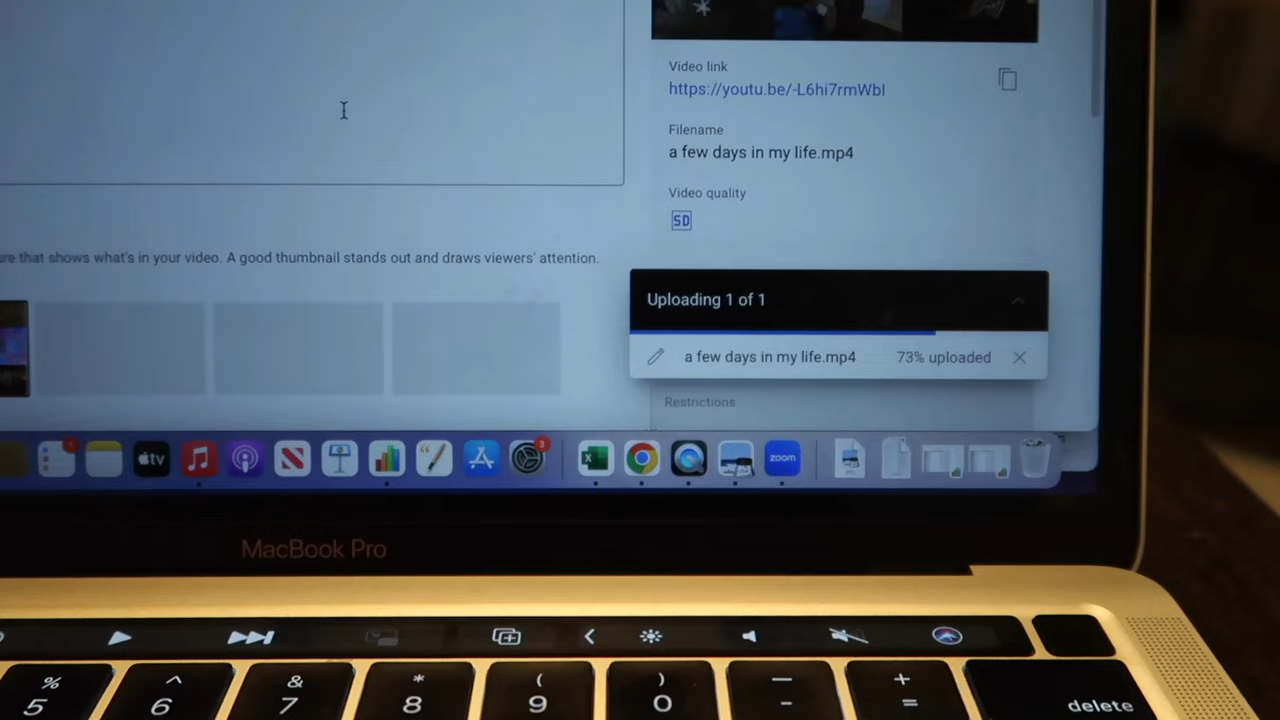 Video link
https://youtu.be/-L6hi7rmWbI
Filename
a few days in my life.mp4
Video quality
SD
ure that shows what's in your video. A good thumbnail stands out and draws viewers' attention.
Uploading 1 of 1
a few days in my life.mp4 73% uploaded
Restrictions
tv
3
zoom
MacBook Pro
% ^ & * ( ) — +
5 6 7 8 9 0 - =
delete